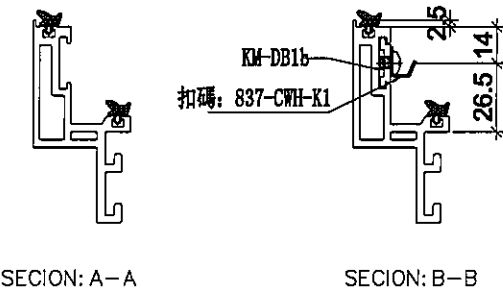 2.5
14
KM-DB1b
扣碼：837-CWH-K1
26.5
SECION: A-A
SECION: B-B